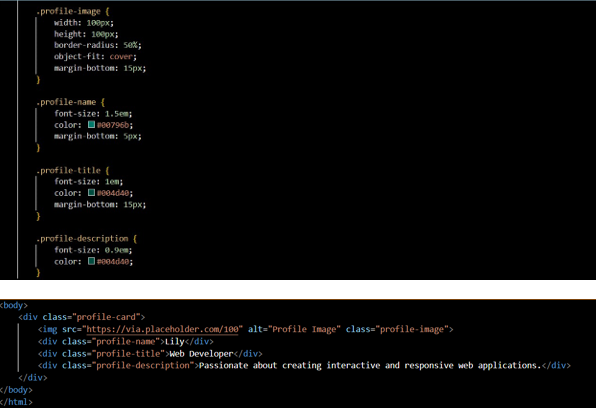 .profile-image {
width: 100px;
height: 100px;
border-radius: 50%;
object-fit: cover;
margin-bottom: 15px;
}
.profile-name {
font-size: 1.5em;
color: #00796b;
margin-bottom: 5px;
}
.profile-title {
font-size: 1em;
color: #004d40;
margin-bottom: 15px;
}
.profile-description {
font-size: 0.9em;
color: #004d40;
}
<body>
<div class="profile-card">
<img src="https://via.placeholder.com/100" alt="Profile Image" class="profile-image">
<div class="profile-name">Lily</div>
<div class="profile-title">Web Developer</div>
<div class="profile-description">Passionate about creating interactive and responsive web applications.</div>
</div>
</body>
</html>